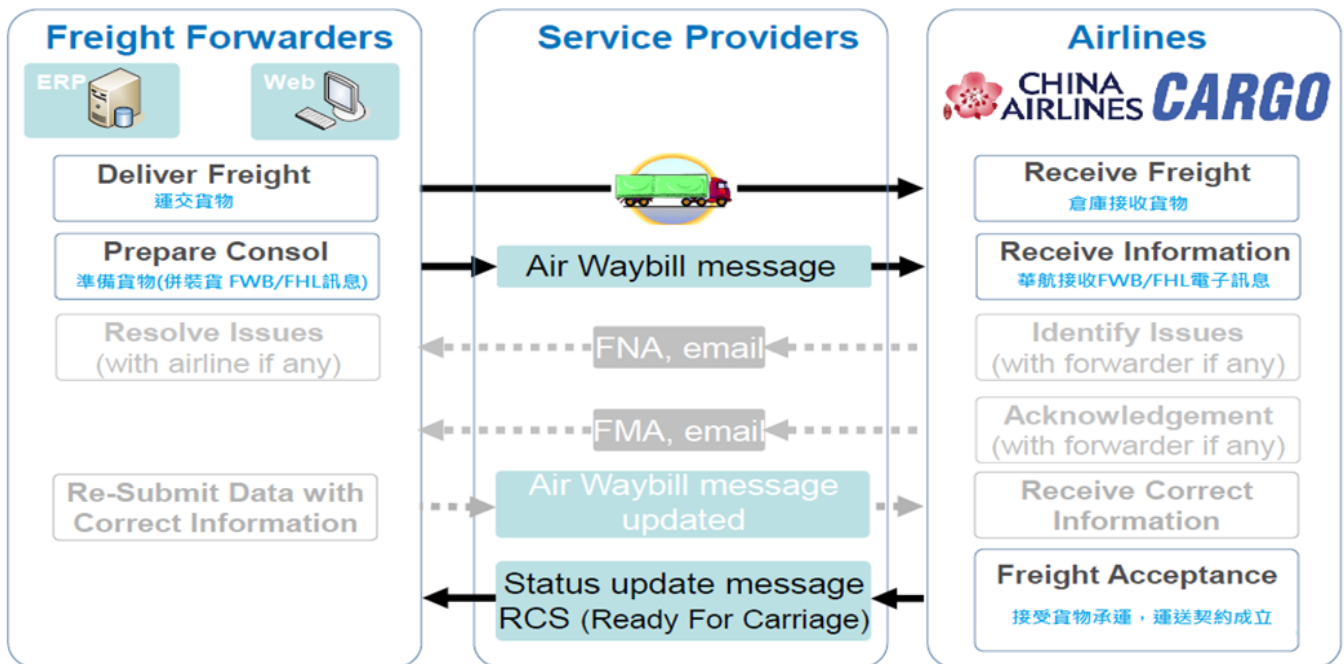 Freight Forwarders
Service Providers
Airlines
ERP
Web
CHINA AIRLINES CARGO
Deliver Freight
運交貨物
Receive Freight
倉庫接收貨物
Prepare Consol
準備貨物(併裝貨 FWB/FHL訊息)
Air Waybill message
Receive Information
華航接收FWB/FHL電子訊息
Resolve Issues
(with airline if any)
FNA, email
Identify Issues
(with forwarder if any)
FMA, email
Acknowledgement
(with forwarder if any)
Re-Submit Data with
Correct Information
Air Waybill message
updated
Receive Correct
Information
Status update message
RCS (Ready For Carriage)
Freight Acceptance
接受貨物承運，運送契約成立